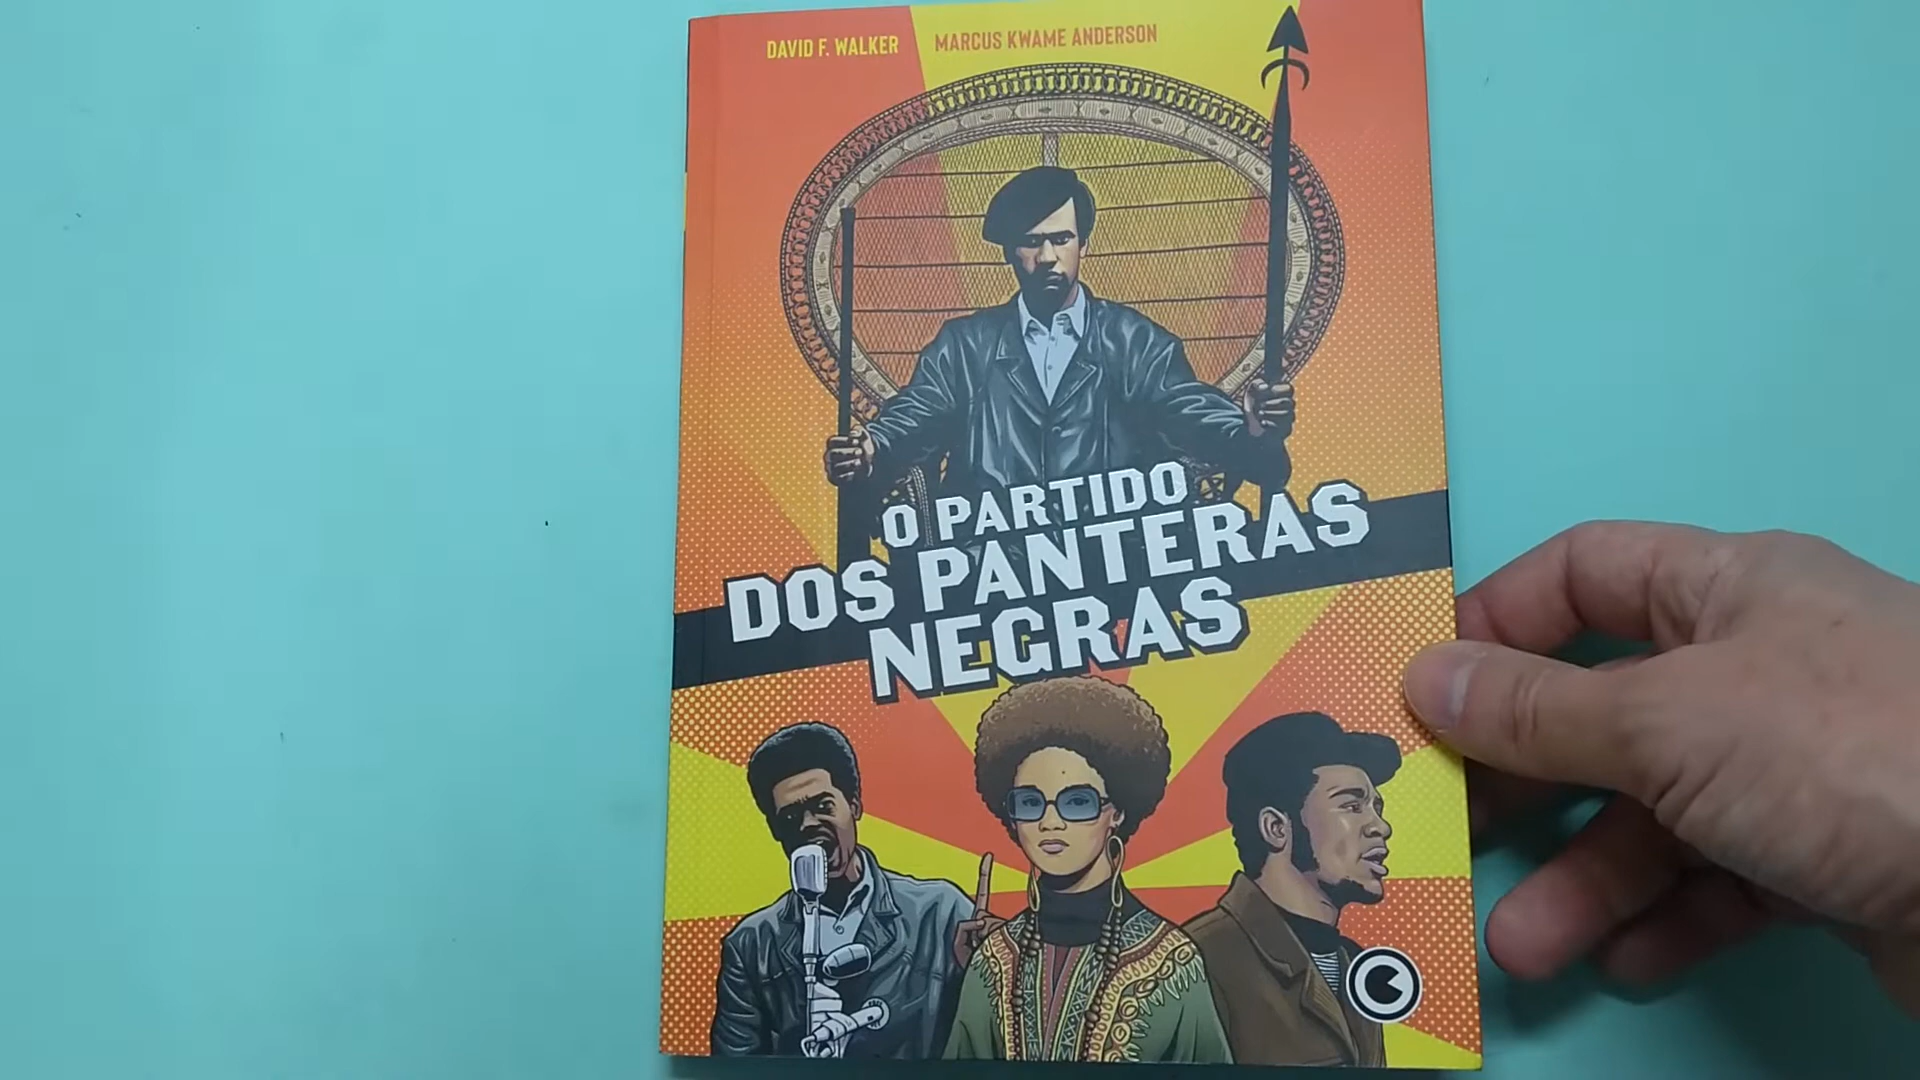 DAVID F. WALKER MARCUS KWAME ANDERSON
O PARTIDO
DOS PANTERAS
NEGRAS